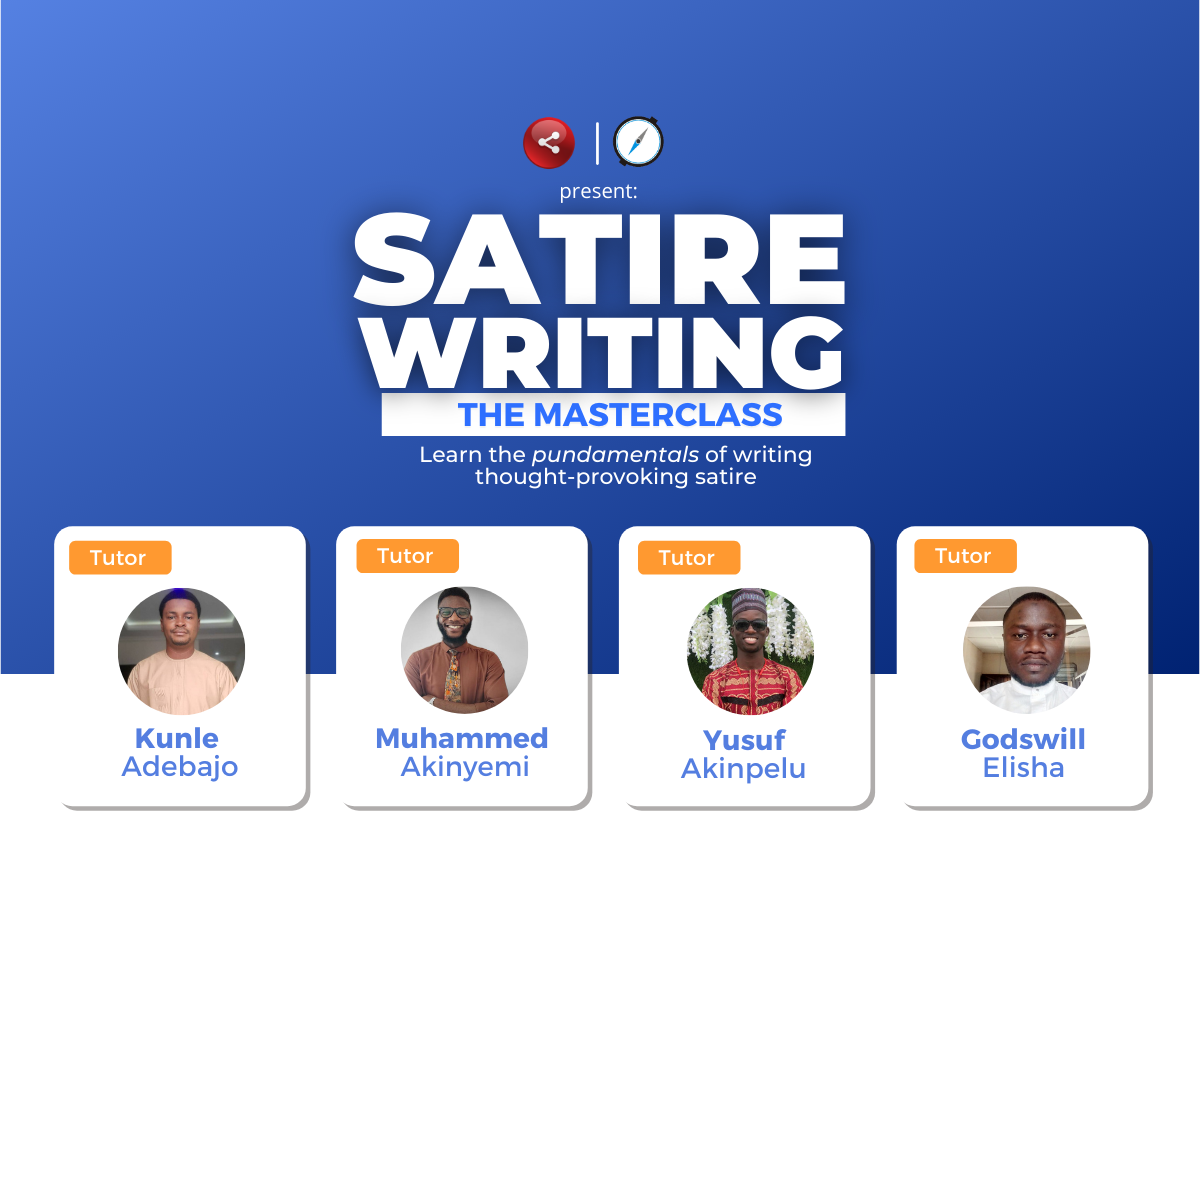 present:
SATIRE
WRITING
THE MASTERCLASS
Learn the pundamentals of writing
thought-provoking satire
Tutor
Kunle
Adebajo
Tutor
Muhammed
Akinyemi
Tutor
Yusuf
Akinpelu
Tutor
Godswill
Elisha